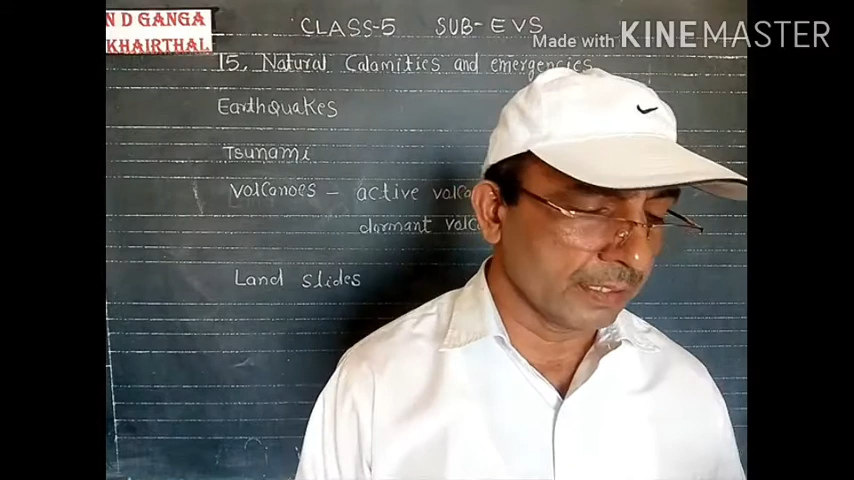 N D GANGA
KHAIRTHAL
CLASS-5 SUB- EVS
Made with KINEMASTER
15. Natural Calamities and emergencies
Earthquakes
Tsunami
volcanoes - active
dormant
Land slides